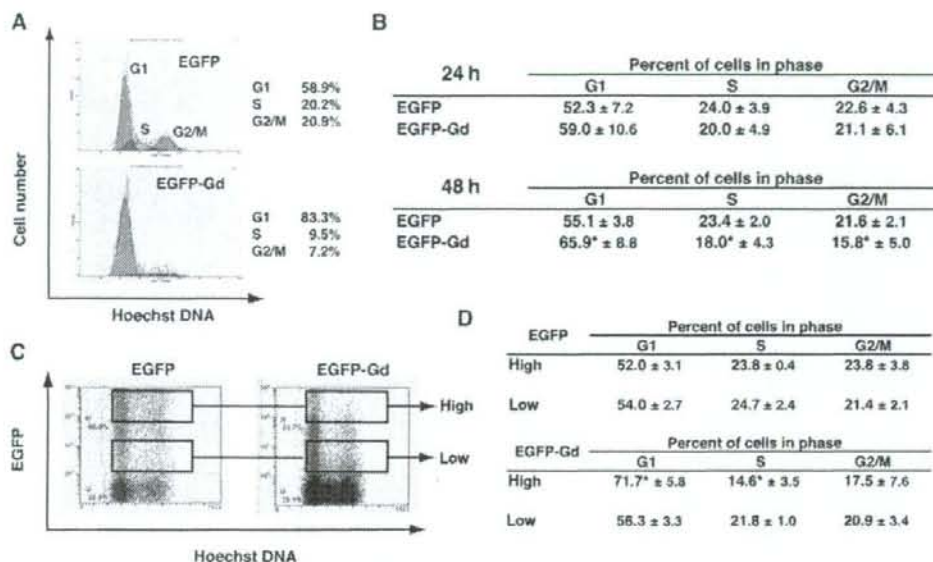 A
Cell number
EGFP
G1
S
G2/M
G1 58.9%
S 20.2%
G2/M 20.9%
EGFP-Gd
G1 83.3%
S 9.5%
G2/M 7.2%
Hoechst DNA
B
24 h
Percent of cells in phase
G1 S G2/M
EGFP 52.3 ± 7.2 24.0 ± 3.9 22.6 ± 4.3
EGFP-Gd 59.0 ± 10.6 20.0 ± 4.9 21.1 ± 6.1
48 h
Percent of cells in phase
G1 S G2/M
EGFP 55.1 ± 3.8 23.4 ± 2.0 21.6 ± 2.1
EGFP-Gd 65.9* ± 8.8 18.0* ± 4.3 15.8* ± 5.0
C
EGFP
EGFP EGFP-Gd
High
Low
Hoechst DNA
D
EGFP
Percent of cells in phase
G1 S G2/M
High 52.0 ± 3.1 23.8 ± 0.4 23.8 ± 3.8
Low 54.0 ± 2.7 24.7 ± 2.4 21.4 ± 2.1
EGFP-Gd
Percent of cells in phase
G1 S G2/M
High 71.7* ± 5.8 14.6* ± 3.5 17.5 ± 7.6
Low 56.3 ± 3.3 21.8 ± 1.0 20.9 ± 3.4